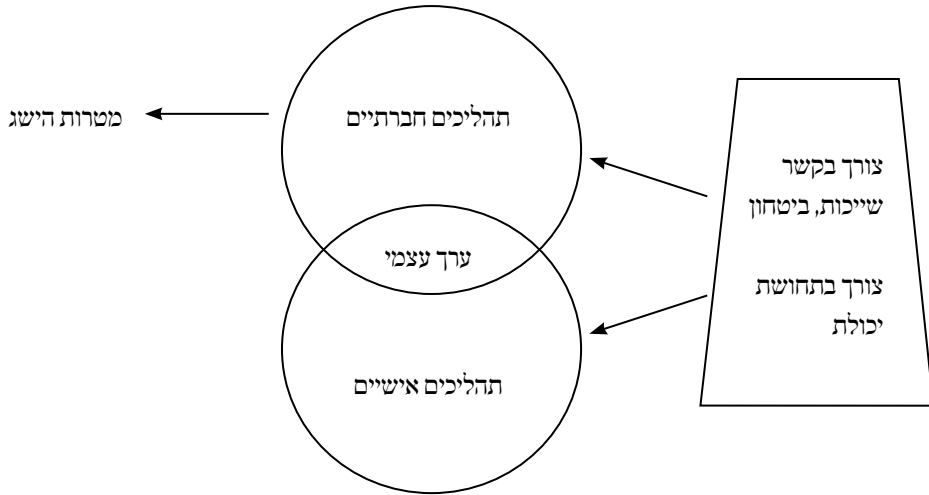 צורך בקשר
שייכות, ביטחון
צורך בתחושת
יכולת
תהליכים חברתיים
ערך עצמי
תהליכים אישיים
מטרות הישג